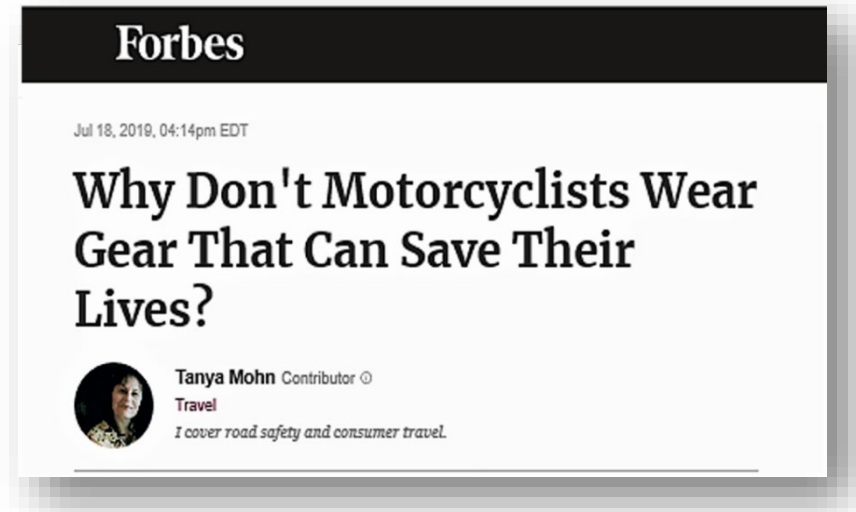 Forbes
Jul 18, 2019, 04:14pm EDT
Why Don't Motorcyclists Wear
Gear That Can Save Their
Lives?
Tanya Mohn Contributor ⓘ
Travel
I cover road safety and consumer travel.